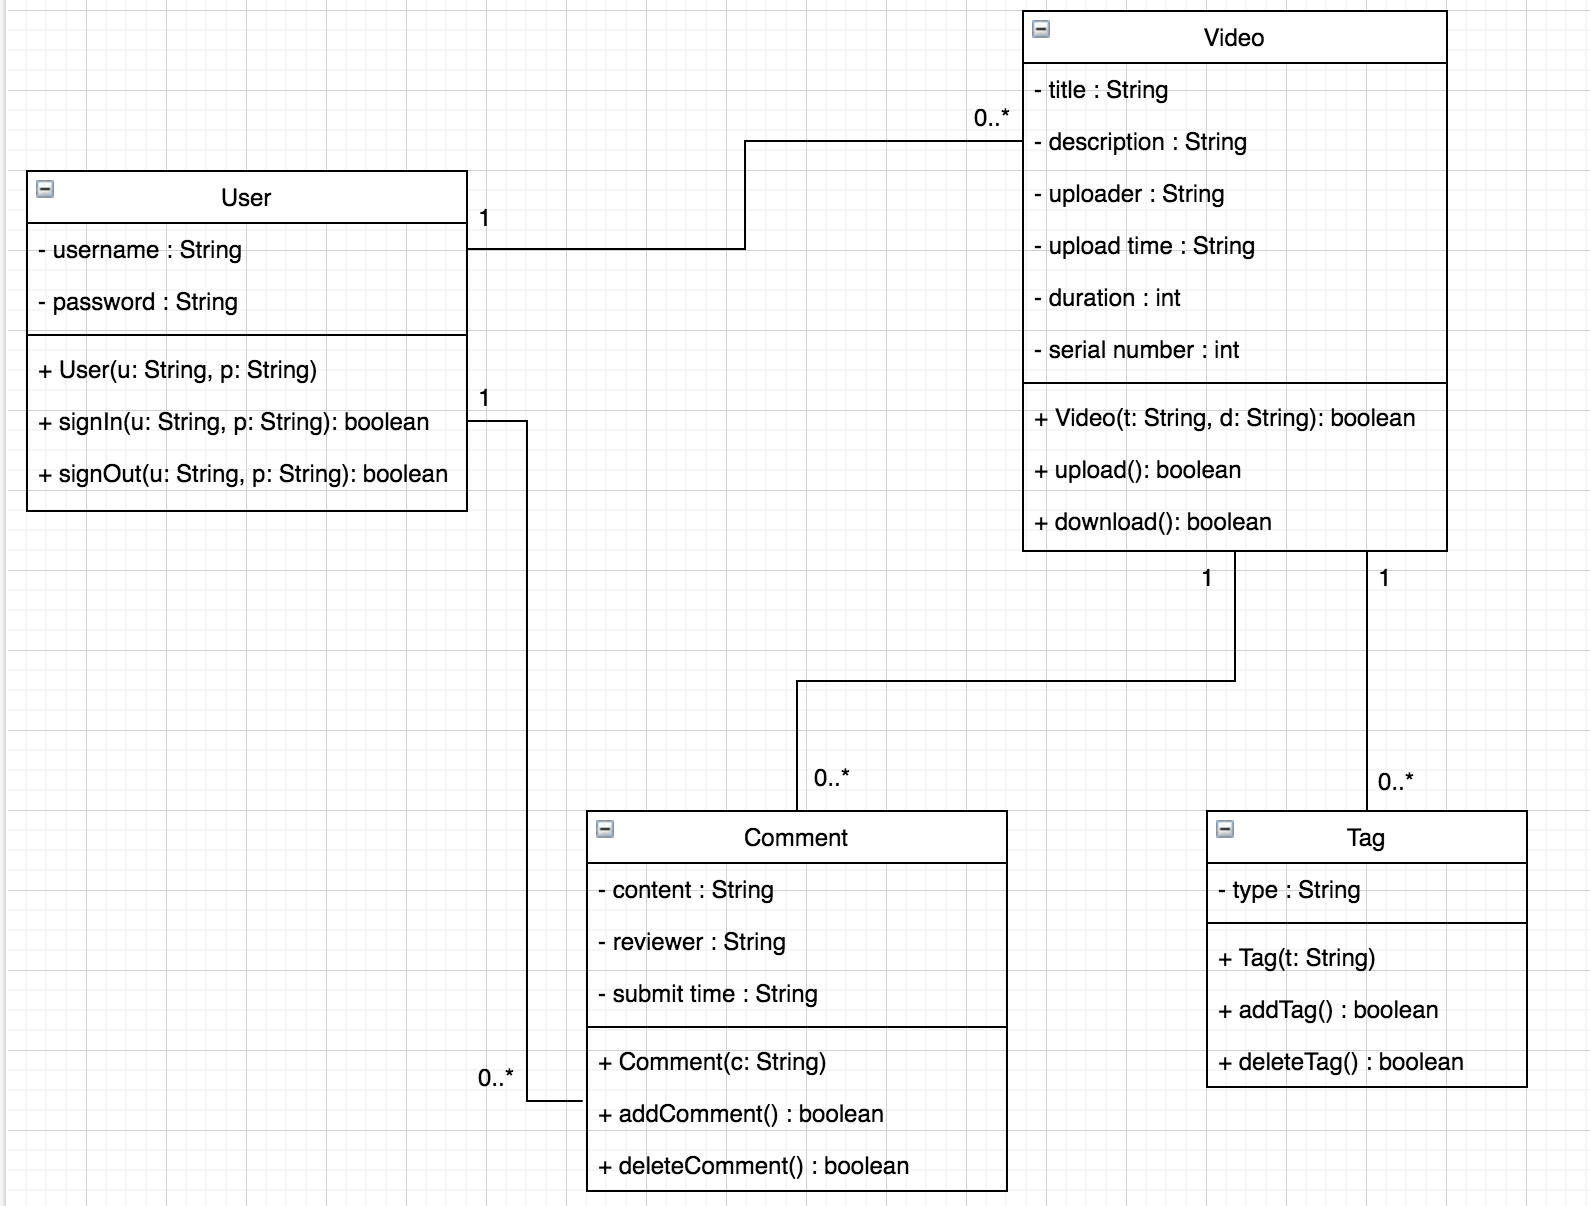 User
- username : String
- password : String
+ User(u: String, p: String)
+ signIn(u: String, p: String): boolean
+ signOut(u: String, p: String): boolean
1
0..*
1
0..*
Video
- title : String
- description : String
- uploader : String
- upload time : String
- duration : int
- serial number : int
+ Video(t: String, d: String): boolean
+ upload(): boolean
+ download(): boolean
1
1
0..*
0..*
Comment
- content : String
- reviewer : String
- submit time : String
+ Comment(c: String)
+ addComment() : boolean
+ deleteComment() : boolean
Tag
- type : String
+ Tag(t: String)
+ addTag() : boolean
+ deleteTag() : boolean